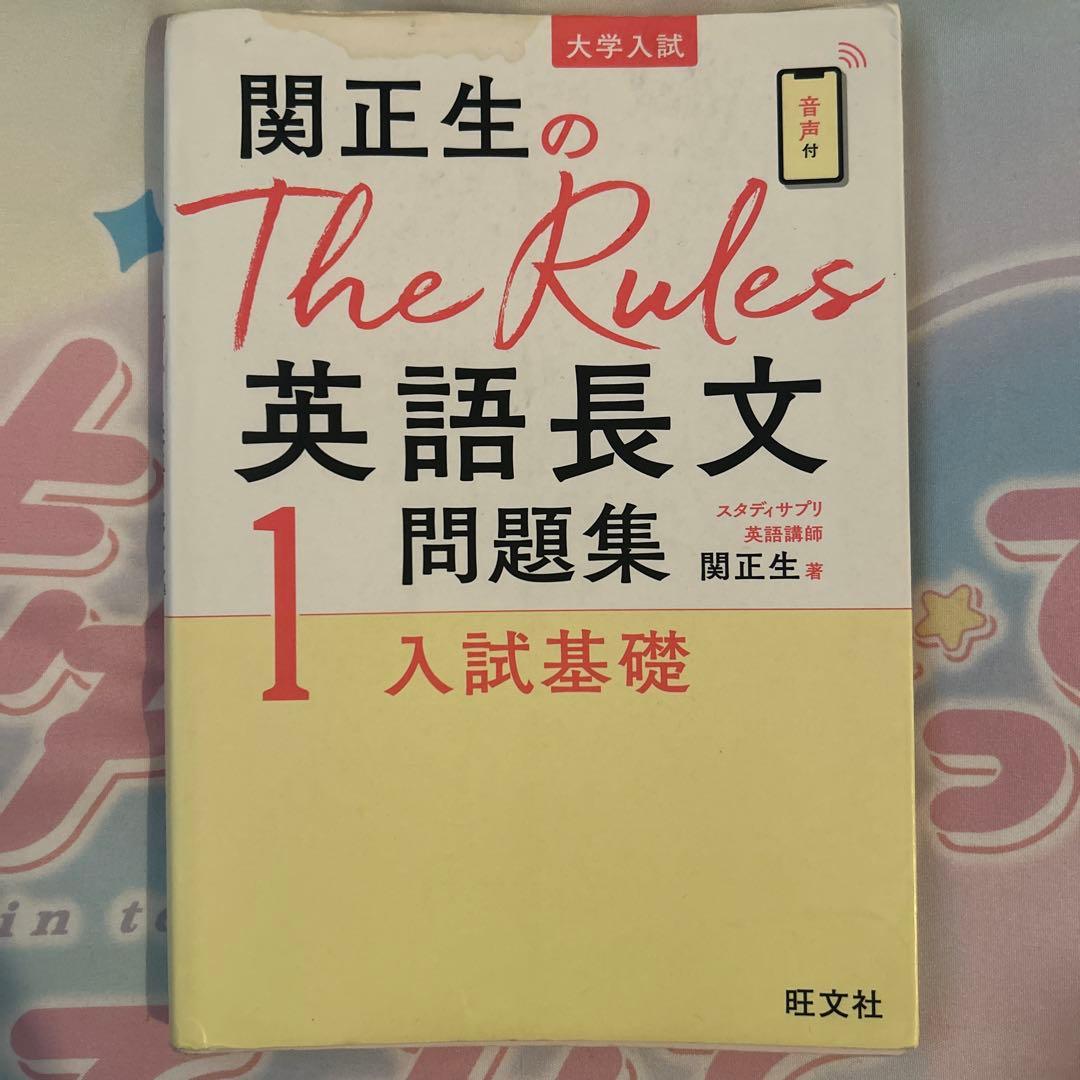 大学入試
関正生の
音声付
The Rules
英語長文
1
問題集
スタディサプリ
英語講師
関正生 著
入試基礎
旺文社
in to